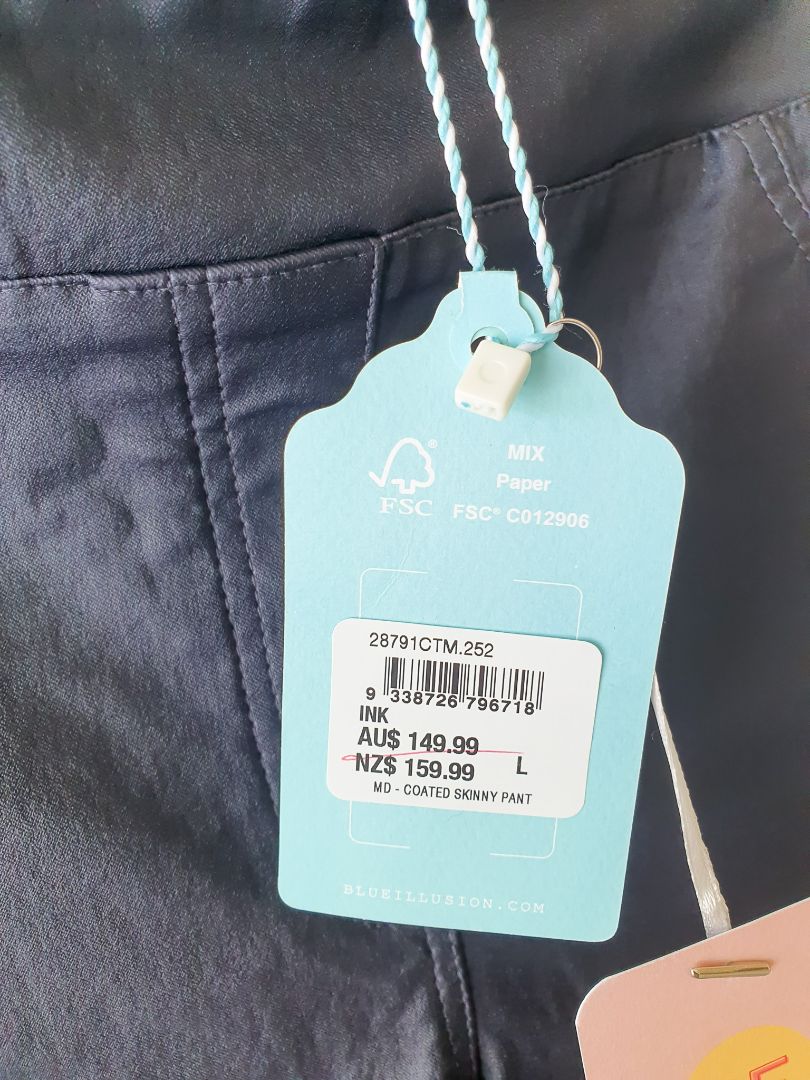 MIX
Paper
FSC® FSC® C012906
28791CTM.252
9 338726 796718
INK
AU$ 149.99
NZ$ 159.99 L
MD - COATED SKINNY PANT
BLUEILLUSION.COM